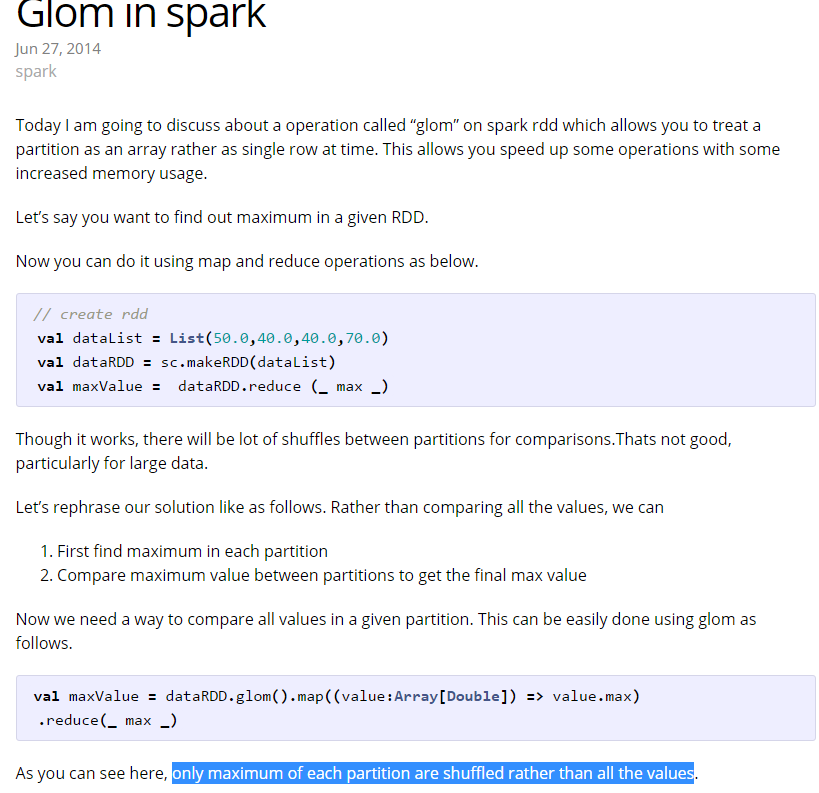 Glom in spark
Jun 27, 2014
spark
Today I am going to discuss about a operation called “glom” on spark rdd which allows you to treat a
partition as an array rather as single row at time. This allows you speed up some operations with some
increased memory usage.
Let’s say you want to find out maximum in a given RDD.
Now you can do it using map and reduce operations as below.
// create rdd
val dataList = List(50.0,40.0,40.0,70.0)
val dataRDD = sc.makeRDD(dataList)
val maxValue =  dataRDD.reduce (_ max _)
Though it works, there will be lot of shuffles between partitions for comparisons.Thats not good,
particularly for large data.
Let’s rephrase our solution like as follows. Rather than comparing all the values, we can
1. First find maximum in each partition
2. Compare maximum value between partitions to get the final max value
Now we need a way to compare all values in a given partition. This can be easily done using glom as
follows.
val maxValue = dataRDD.glom().map((value:Array[Double]) => value.max)
.reduce(_ max _)
As you can see here, only maximum of each partition are shuffled rather than all the values.